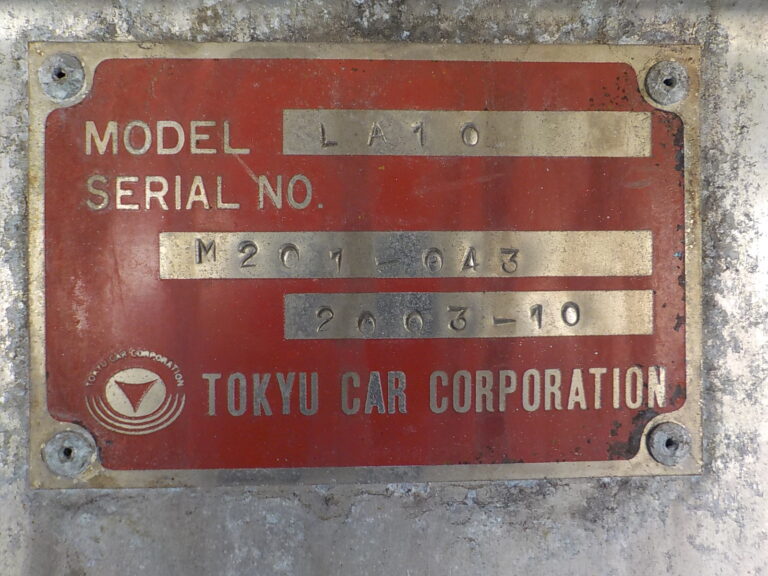 MODEL LA10
SERIAL NO.
M201-043
2003-10
TOKYU CAR CORPORATION
TOKYU CAR CORPORATION